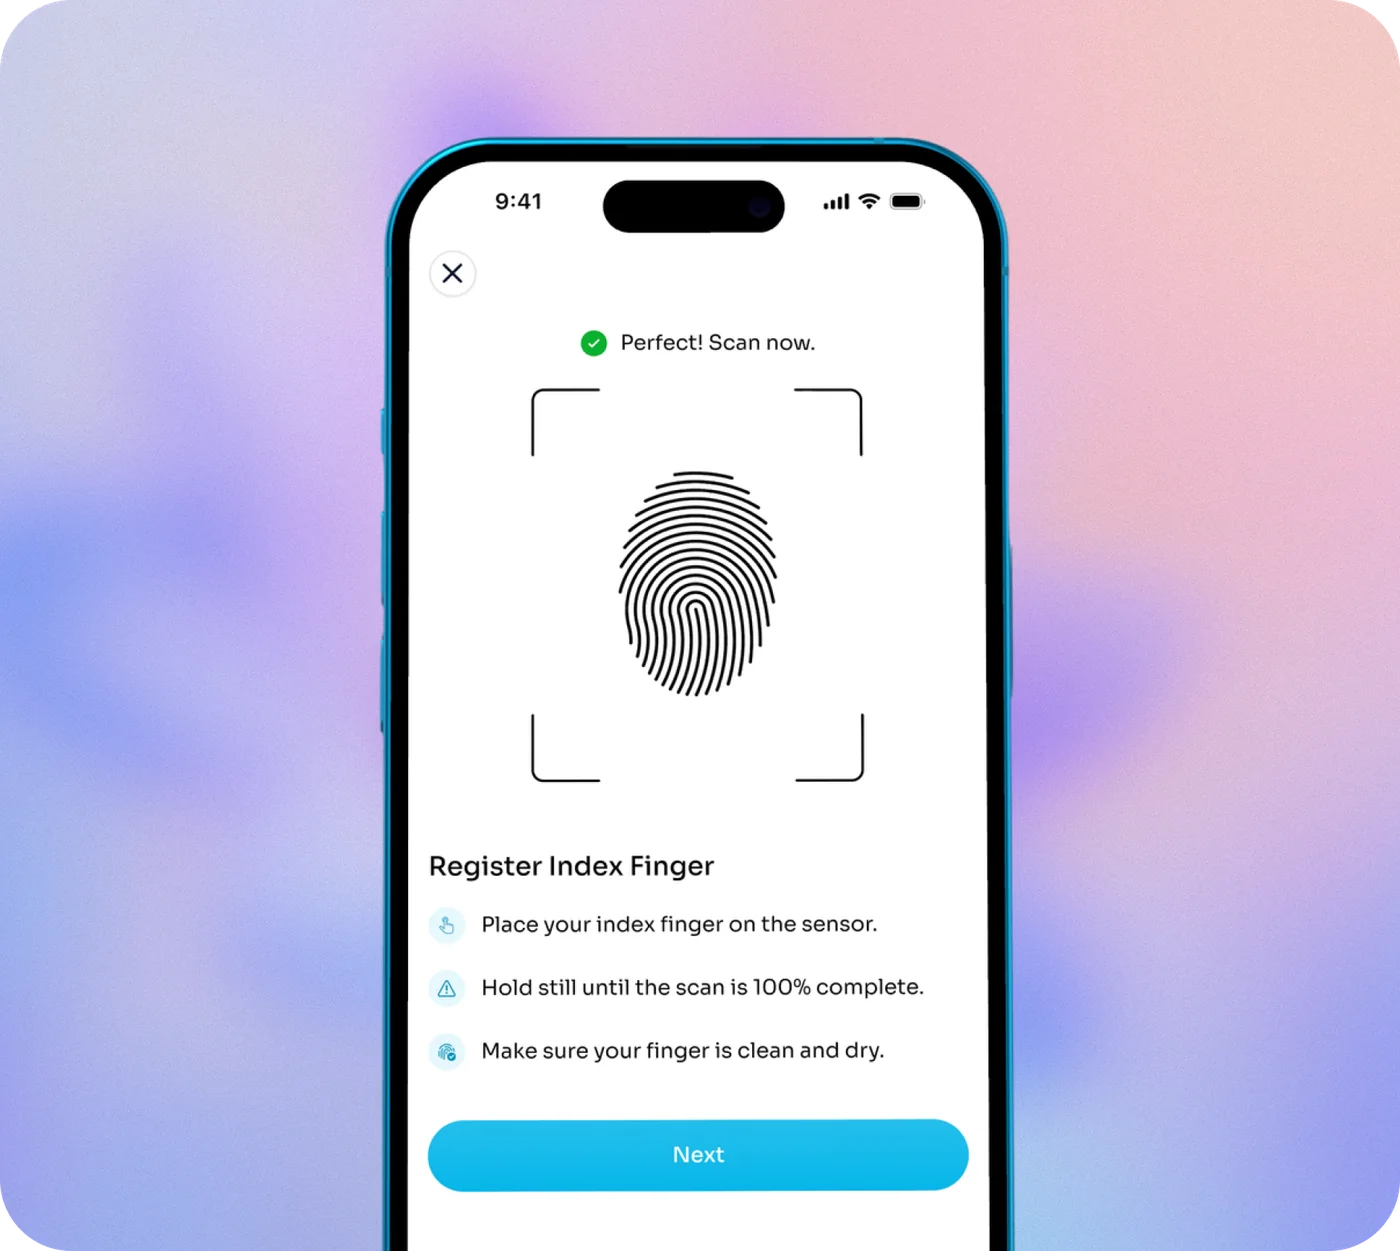 9:41
Perfect! Scan now.
Register Index Finger
Place your index finger on the sensor.
Hold still until the scan is 100% complete.
Make sure your finger is clean and dry.
Next